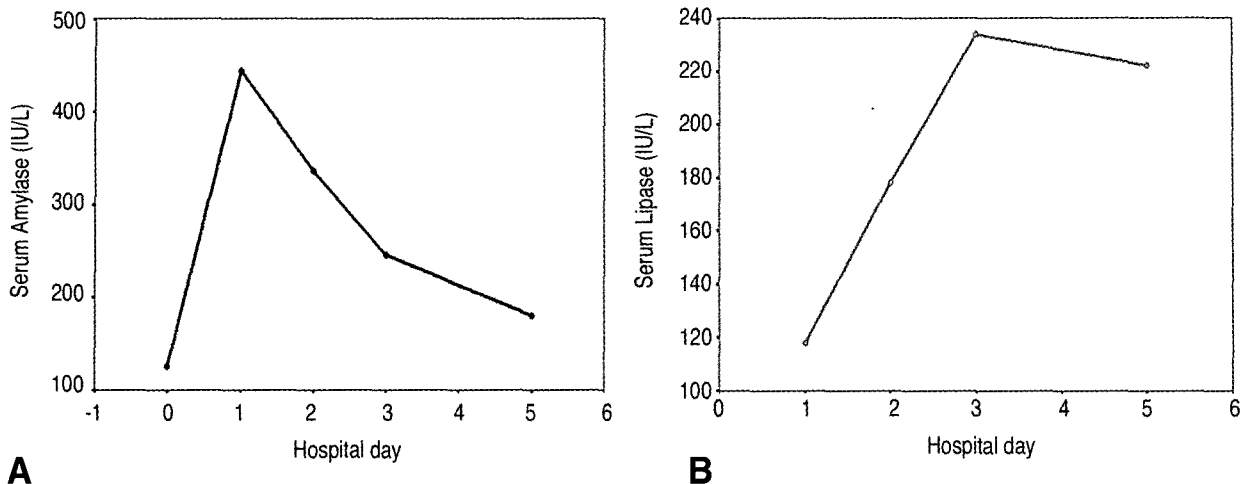 500
400
300
200
100
Serum Amylase (IU/L)
-1 0 1 2 3 4 5 6
Hospital day
A
240
220
200
180
160
140
120
100
Serum Lipase (IU/L)
0 1 2 3 4 5 6
Hospital day
B